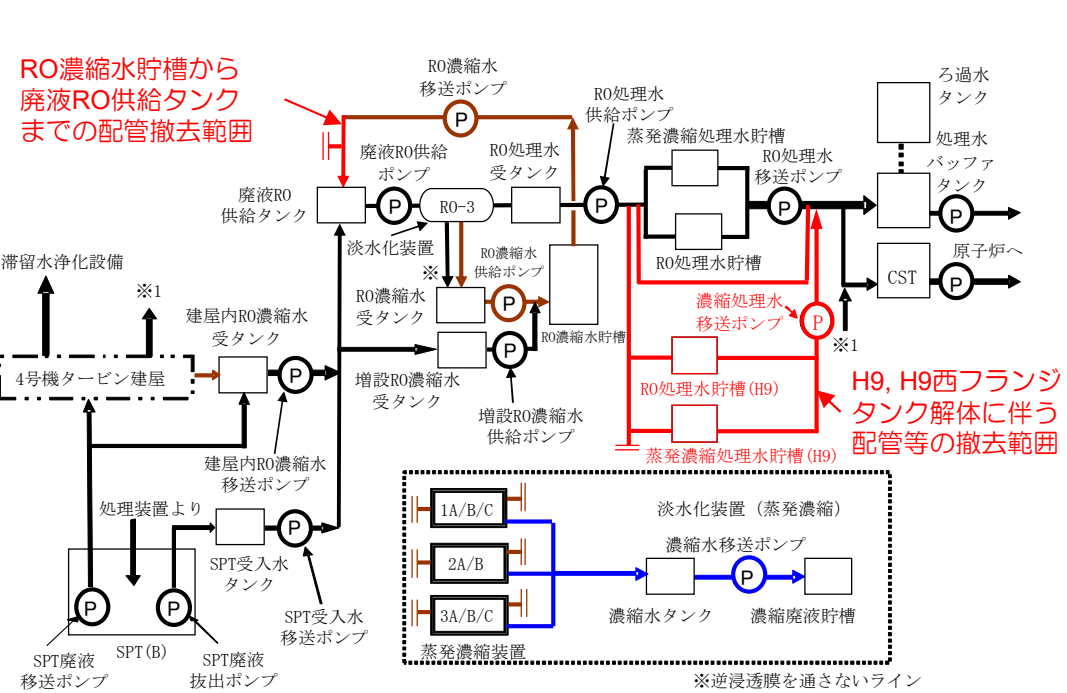 RO濃縮水貯槽から
廃液RO供給タンク
までの配管撤去範囲
RO濃縮水
移送ポンプ
P
RO処理水
供給ポンプ
P
ろ過水
タンク
蒸発濃縮処理水貯槽
RO処理水
移送ポンプ
P
処理水
バッファ
タンク
P
廃液RO供給
ポンプ
P
RO処理水
受タンク
廃液RO
供給タンク
RO-3
淡水化装置
※
RO濃縮水
供給ポンプ
P
RO処理水貯槽
原子炉へ
CST
P
滞留水浄化設備
※1
RO濃縮水
受タンク
RO濃縮水貯槽
濃縮処理水
移送ポンプ
P
※1
建屋内RO濃縮水
受タンク
4号機タービン建屋
P
P
増設RO濃縮水
受タンク
増設RO濃縮水
供給ポンプ
RO処理水貯槽(H9)
H9, H9西フランジ
タンク解体に伴う
配管等の撤去範囲
蒸発濃縮処理水貯槽(H9)
建屋内RO濃縮水
移送ポンプ
処理装置より
P
SPT受入水
タンク
SPT受入水
移送ポンプ
P
P
SPT(B)
SPT廃液
移送ポンプ
SPT廃液
抜出ポンプ
1A/B/C
2A/B
3A/B/C
蒸発濃縮装置
淡水化装置(蒸発濃縮)
濃縮水移送ポンプ
P
濃縮水タンク
濃縮廃液貯槽
※逆浸透膜を通さないライン